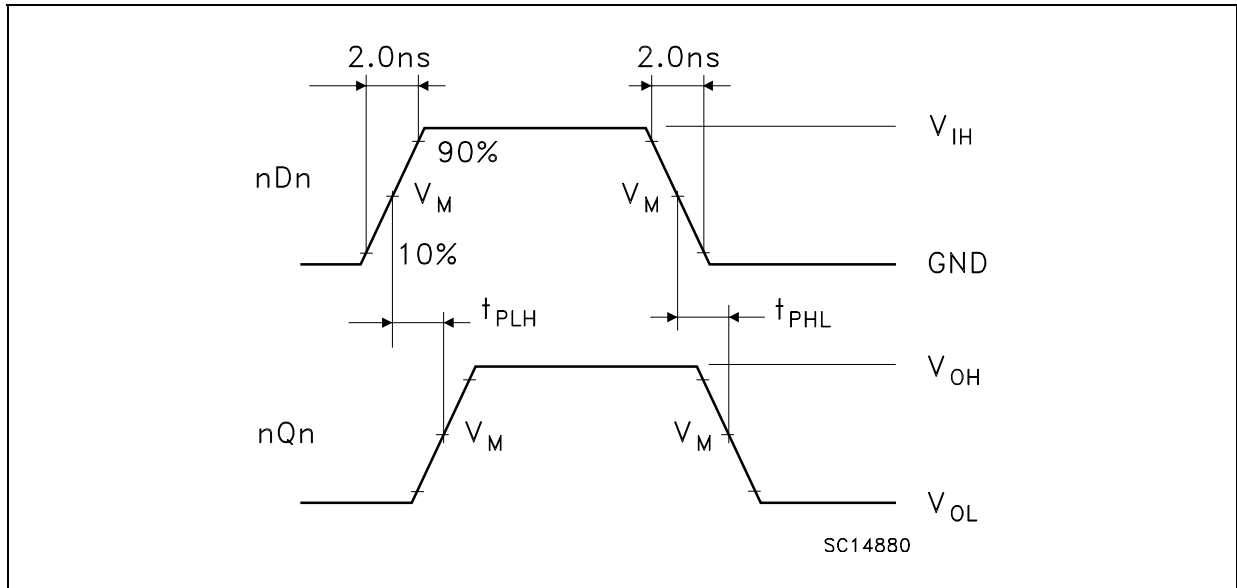 2.0ns 2.0ns
V_IH
90%
nDn V_M V_M
10%
GND
t_PLH t_PHL
V_OH
nQn V_M V_M
V_OL
SC14880